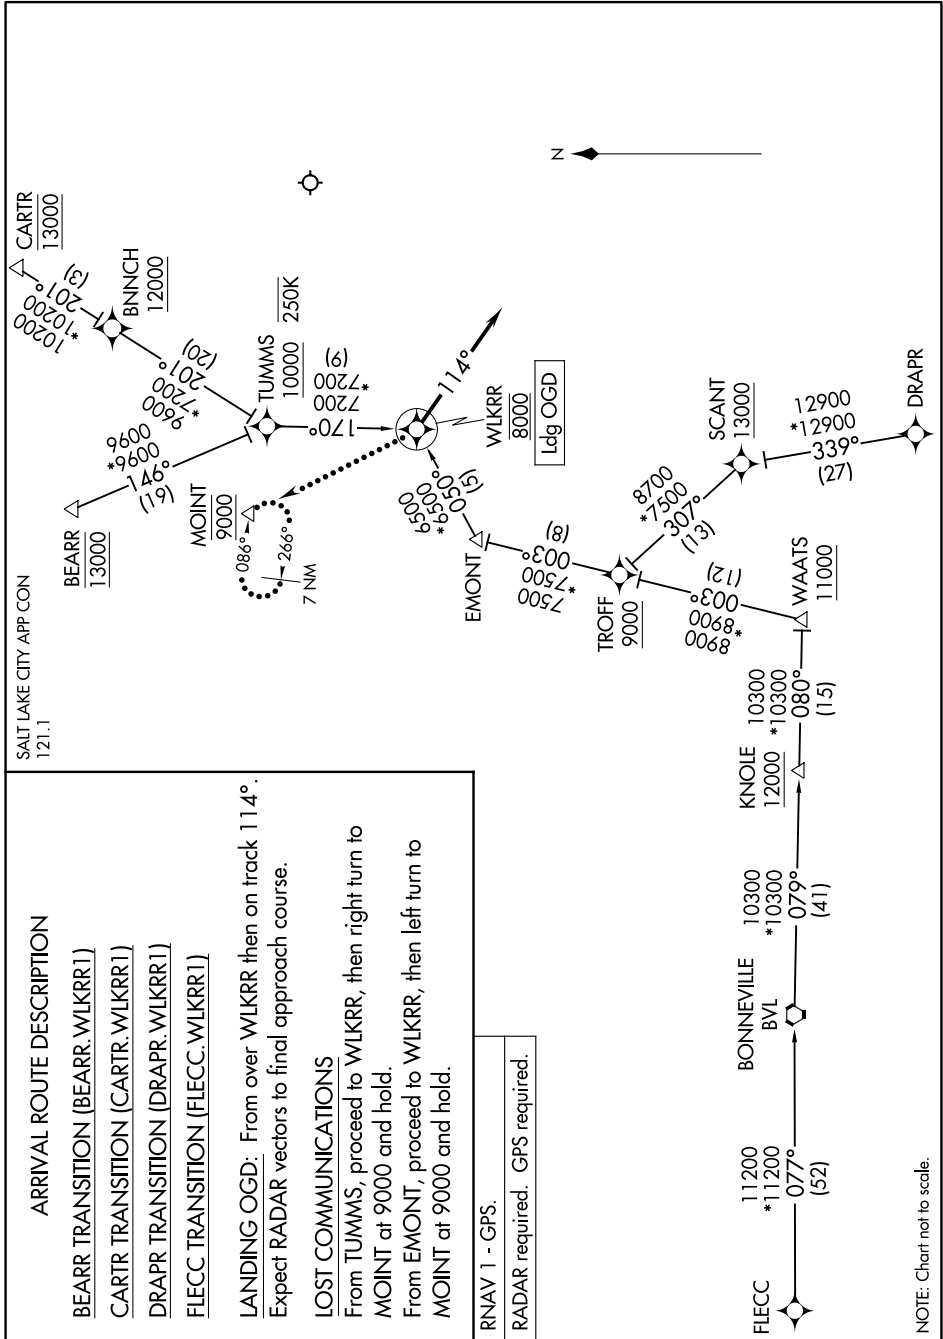 ARRIVAL ROUTE DESCRIPTION
BEARR TRANSITION (BEARR.WLKRR1)
CARTR TRANSITION (CARTR.WLKRR1)
DRAPR TRANSITION (DRAPR.WLKRR1)
FLECC TRANSITION (FLECC.WLKRR1)
LANDING OGD: From over WLKRR then on track 114°.
Expect RADAR vectors to final approach course.
LOST COMMUNICATIONS
From TUMMS, proceed to WLKRR, then right turn to
MOINT at 9000 and hold.
From EMONT, proceed to WLKRR, then left turn to
MOINT at 9000 and hold.
RNAV 1 - GPS.
RADAR required. GPS required.
SALT LAKE CITY APP CON
121.1
CARTR
13000
10200
*10200
201°
(3)
BNNCH
12000
9600
*7200
201°
(20)
BEARR
13000
9600
*9600
146°
(19)
TUMMS
10000
250K
7200
*7200
170°
(9)
MOINT
9000
086°
266°
7 NM
WLKRR
8000
Ldg OGD
114°
N
EMONT
6500
*6500
050°
(5)
7500
*7500
003°
(8)
TROFF
9000
8700
*7500
307°
(13)
SCANT
13000
12900
*12900
339°
(27)
DRAPR
8900
*8900
003°
(12)
WAATS
11000
10300
*10300
080°
(15)
KNOLE
12000
10300
*10300
079°
(41)
BONNEVILLE
BVL
11200
*11200
077°
(52)
FLECC
NOTE: Chart not to scale.